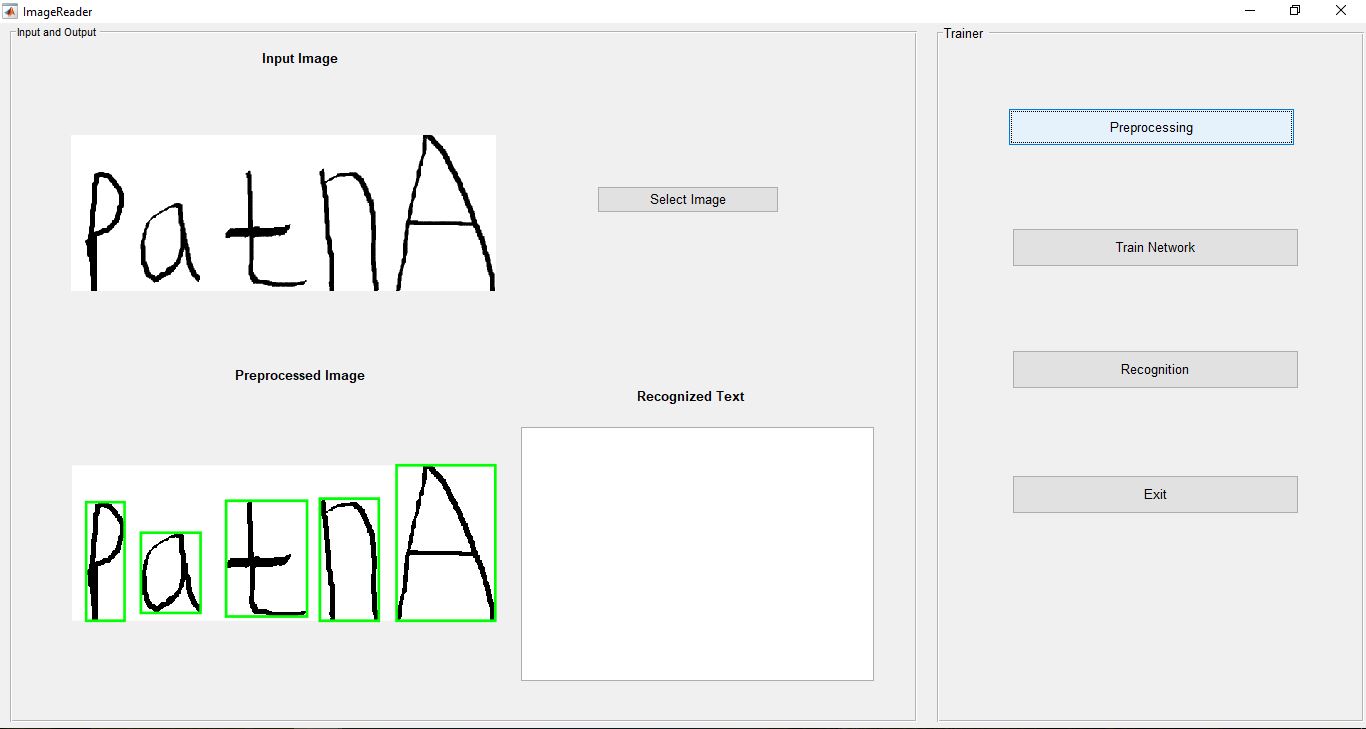 ImageReader
Input and Output
Input Image
PatnA
Select Image
Preprocessed Image
PatnA
Recognized Text
Trainer
Preprocessing
Train Network
Recognition
Exit